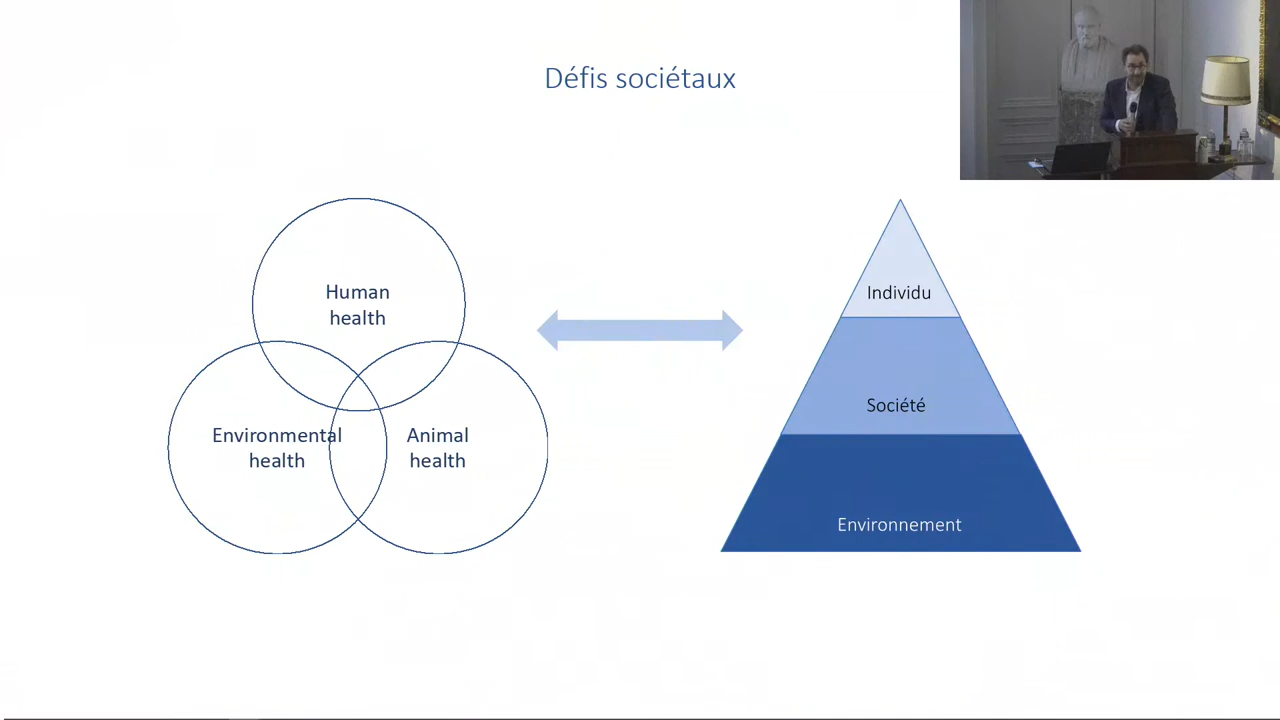 Défis sociétaux
Human
health
Environmental
health
Animal
health
Individu
Société
Environnement